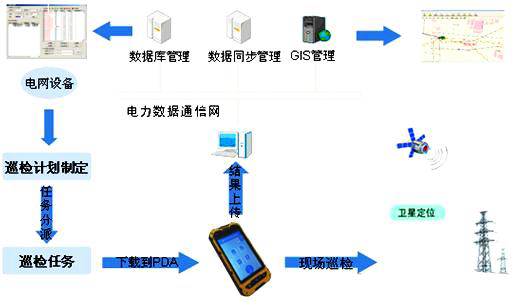 数据库管理
数据同步管理
GIS管理
电网设备
电力数据通信网
巡检计划制定
任务分派
结果上传
卫星定位
巡检任务
下载到PDA
现场巡检